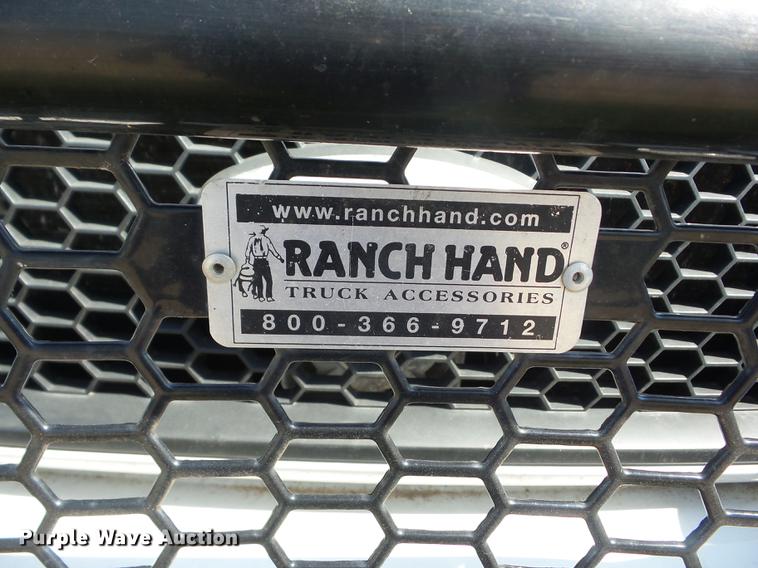 www.ranchhand.com
RANCH HAND®
TRUCK ACCESSORIES
800-366-9712
Purple Wave Auction